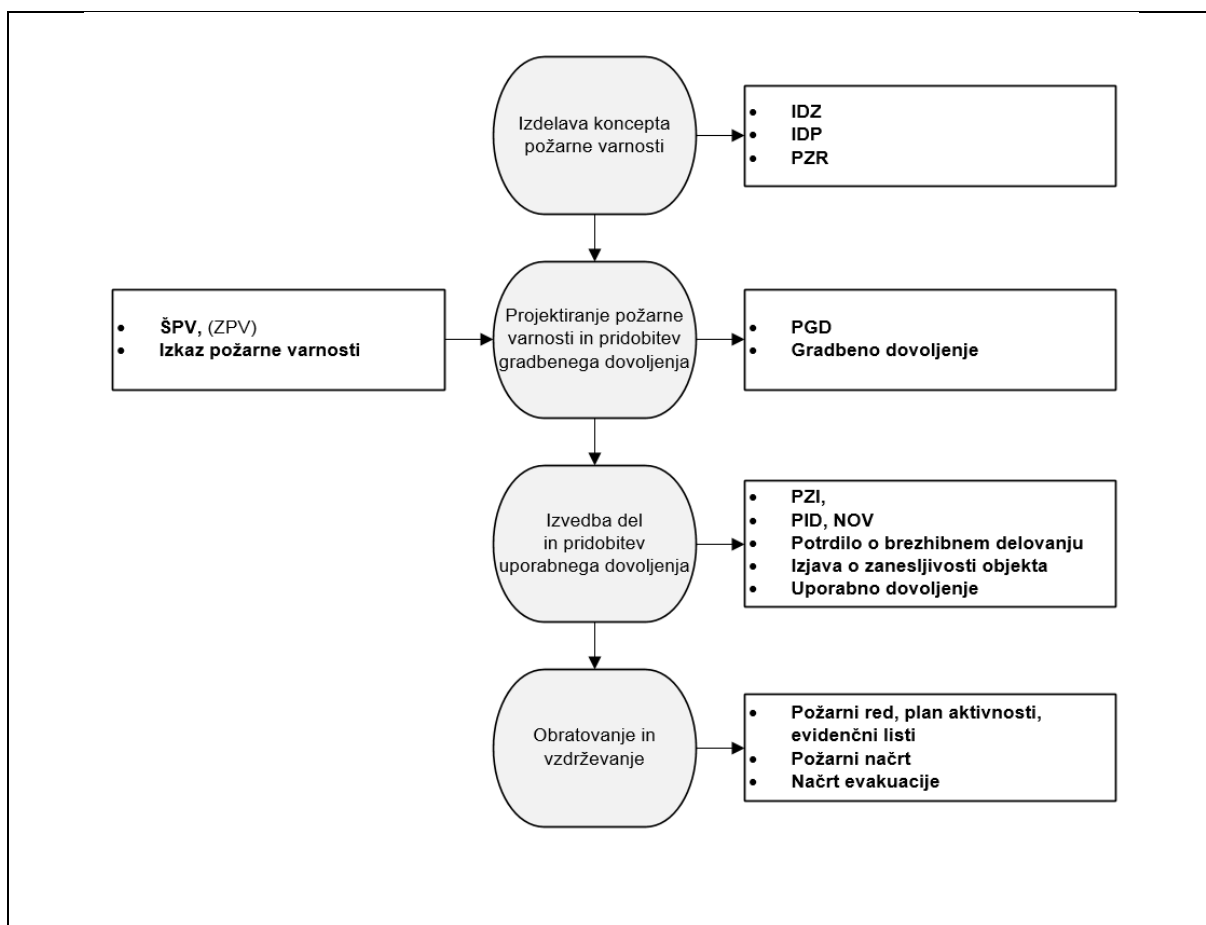 Izdelava koncepta
požarne varnosti
• IDZ
• IDP
• PZR
• ŠPV, (ZPV)
• Izkaz požarne varnosti
Projektiranje požarne
varnosti in pridobitev
gradbenega dovoljenja
• PGD
• Gradbeno dovoljenje
Izvedba del
in pridobitev
uporabnega dovoljenja
• PZI,
• PID, NOV
• Potrdilo o brezhibnem delovanju
• Izjava o zanesljivosti objekta
• Uporabno dovoljenje
Obratovanje in
vzdrževanje
• Požarni red, plan aktivnosti,
evidenčni listi
• Požarni načrt
• Načrt evakuacije